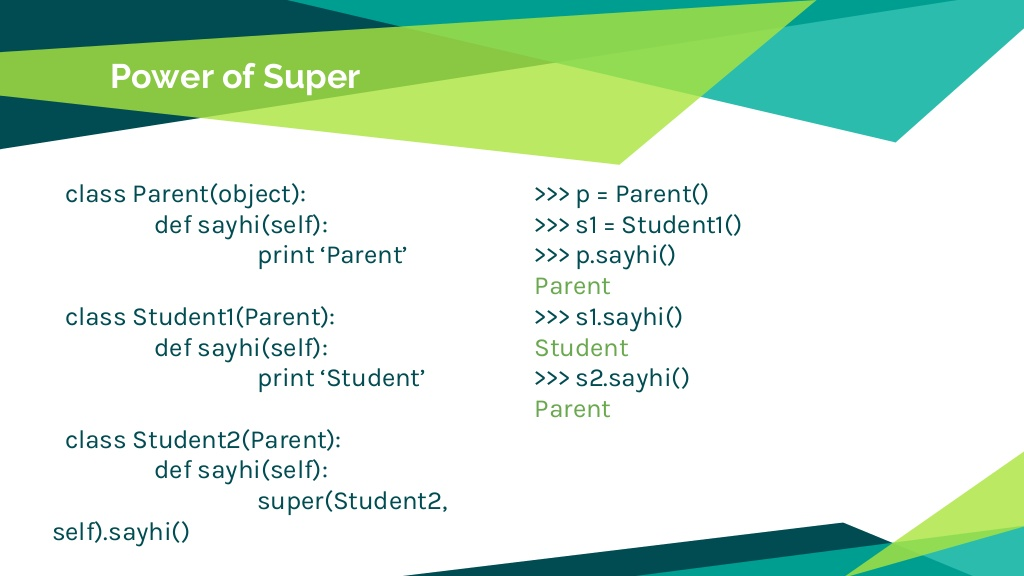 Power of Super
class Parent(object):
def sayhi(self):
print ‘Parent’
class Student1(Parent):
def sayhi(self):
print ‘Student’
class Student2(Parent):
def sayhi(self):
super(Student2,
self).sayhi()
>>> p = Parent()
>>> s1 = Student1()
>>> p.sayhi()
Parent
>>> s1.sayhi()
Student
>>> s2.sayhi()
Parent